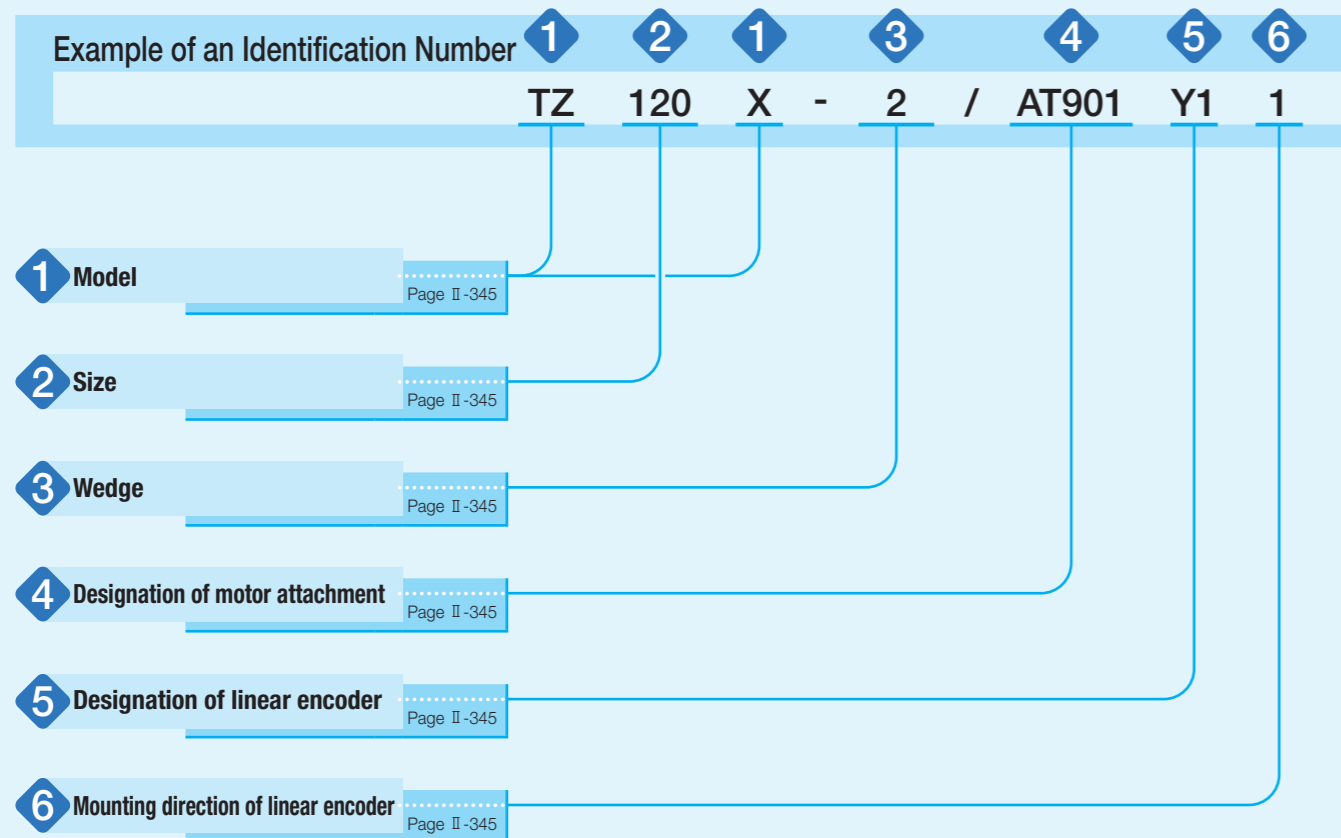 Example of an Identification Number 1 2 1 3 4 5 6
TZ 120 X - 2 / AT901 Y1 1
1 Model
Page Ⅱ-345
2 Size
Page Ⅱ-345
3 Wedge
Page Ⅱ-345
4 Designation of motor attachment
Page Ⅱ-345
5 Designation of linear encoder
Page Ⅱ-345
6 Mounting direction of linear encoder
Page Ⅱ-345